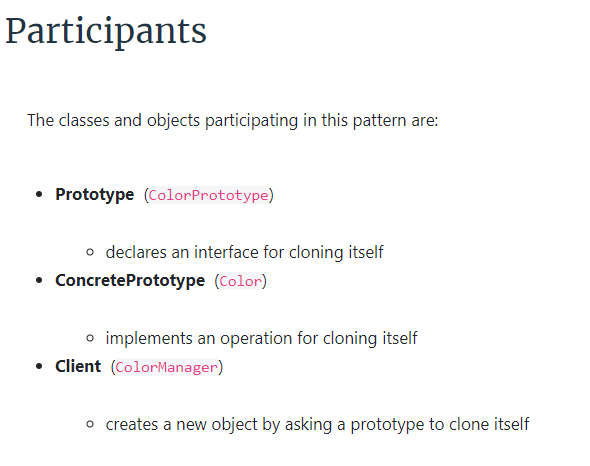 Participants
The classes and objects participating in this pattern are:
• Prototype (ColorPrototype)
◦ declares an interface for cloning itself
• ConcretePrototype (Color)
◦ implements an operation for cloning itself
• Client (ColorManager)
◦ creates a new object by asking a prototype to clone itself